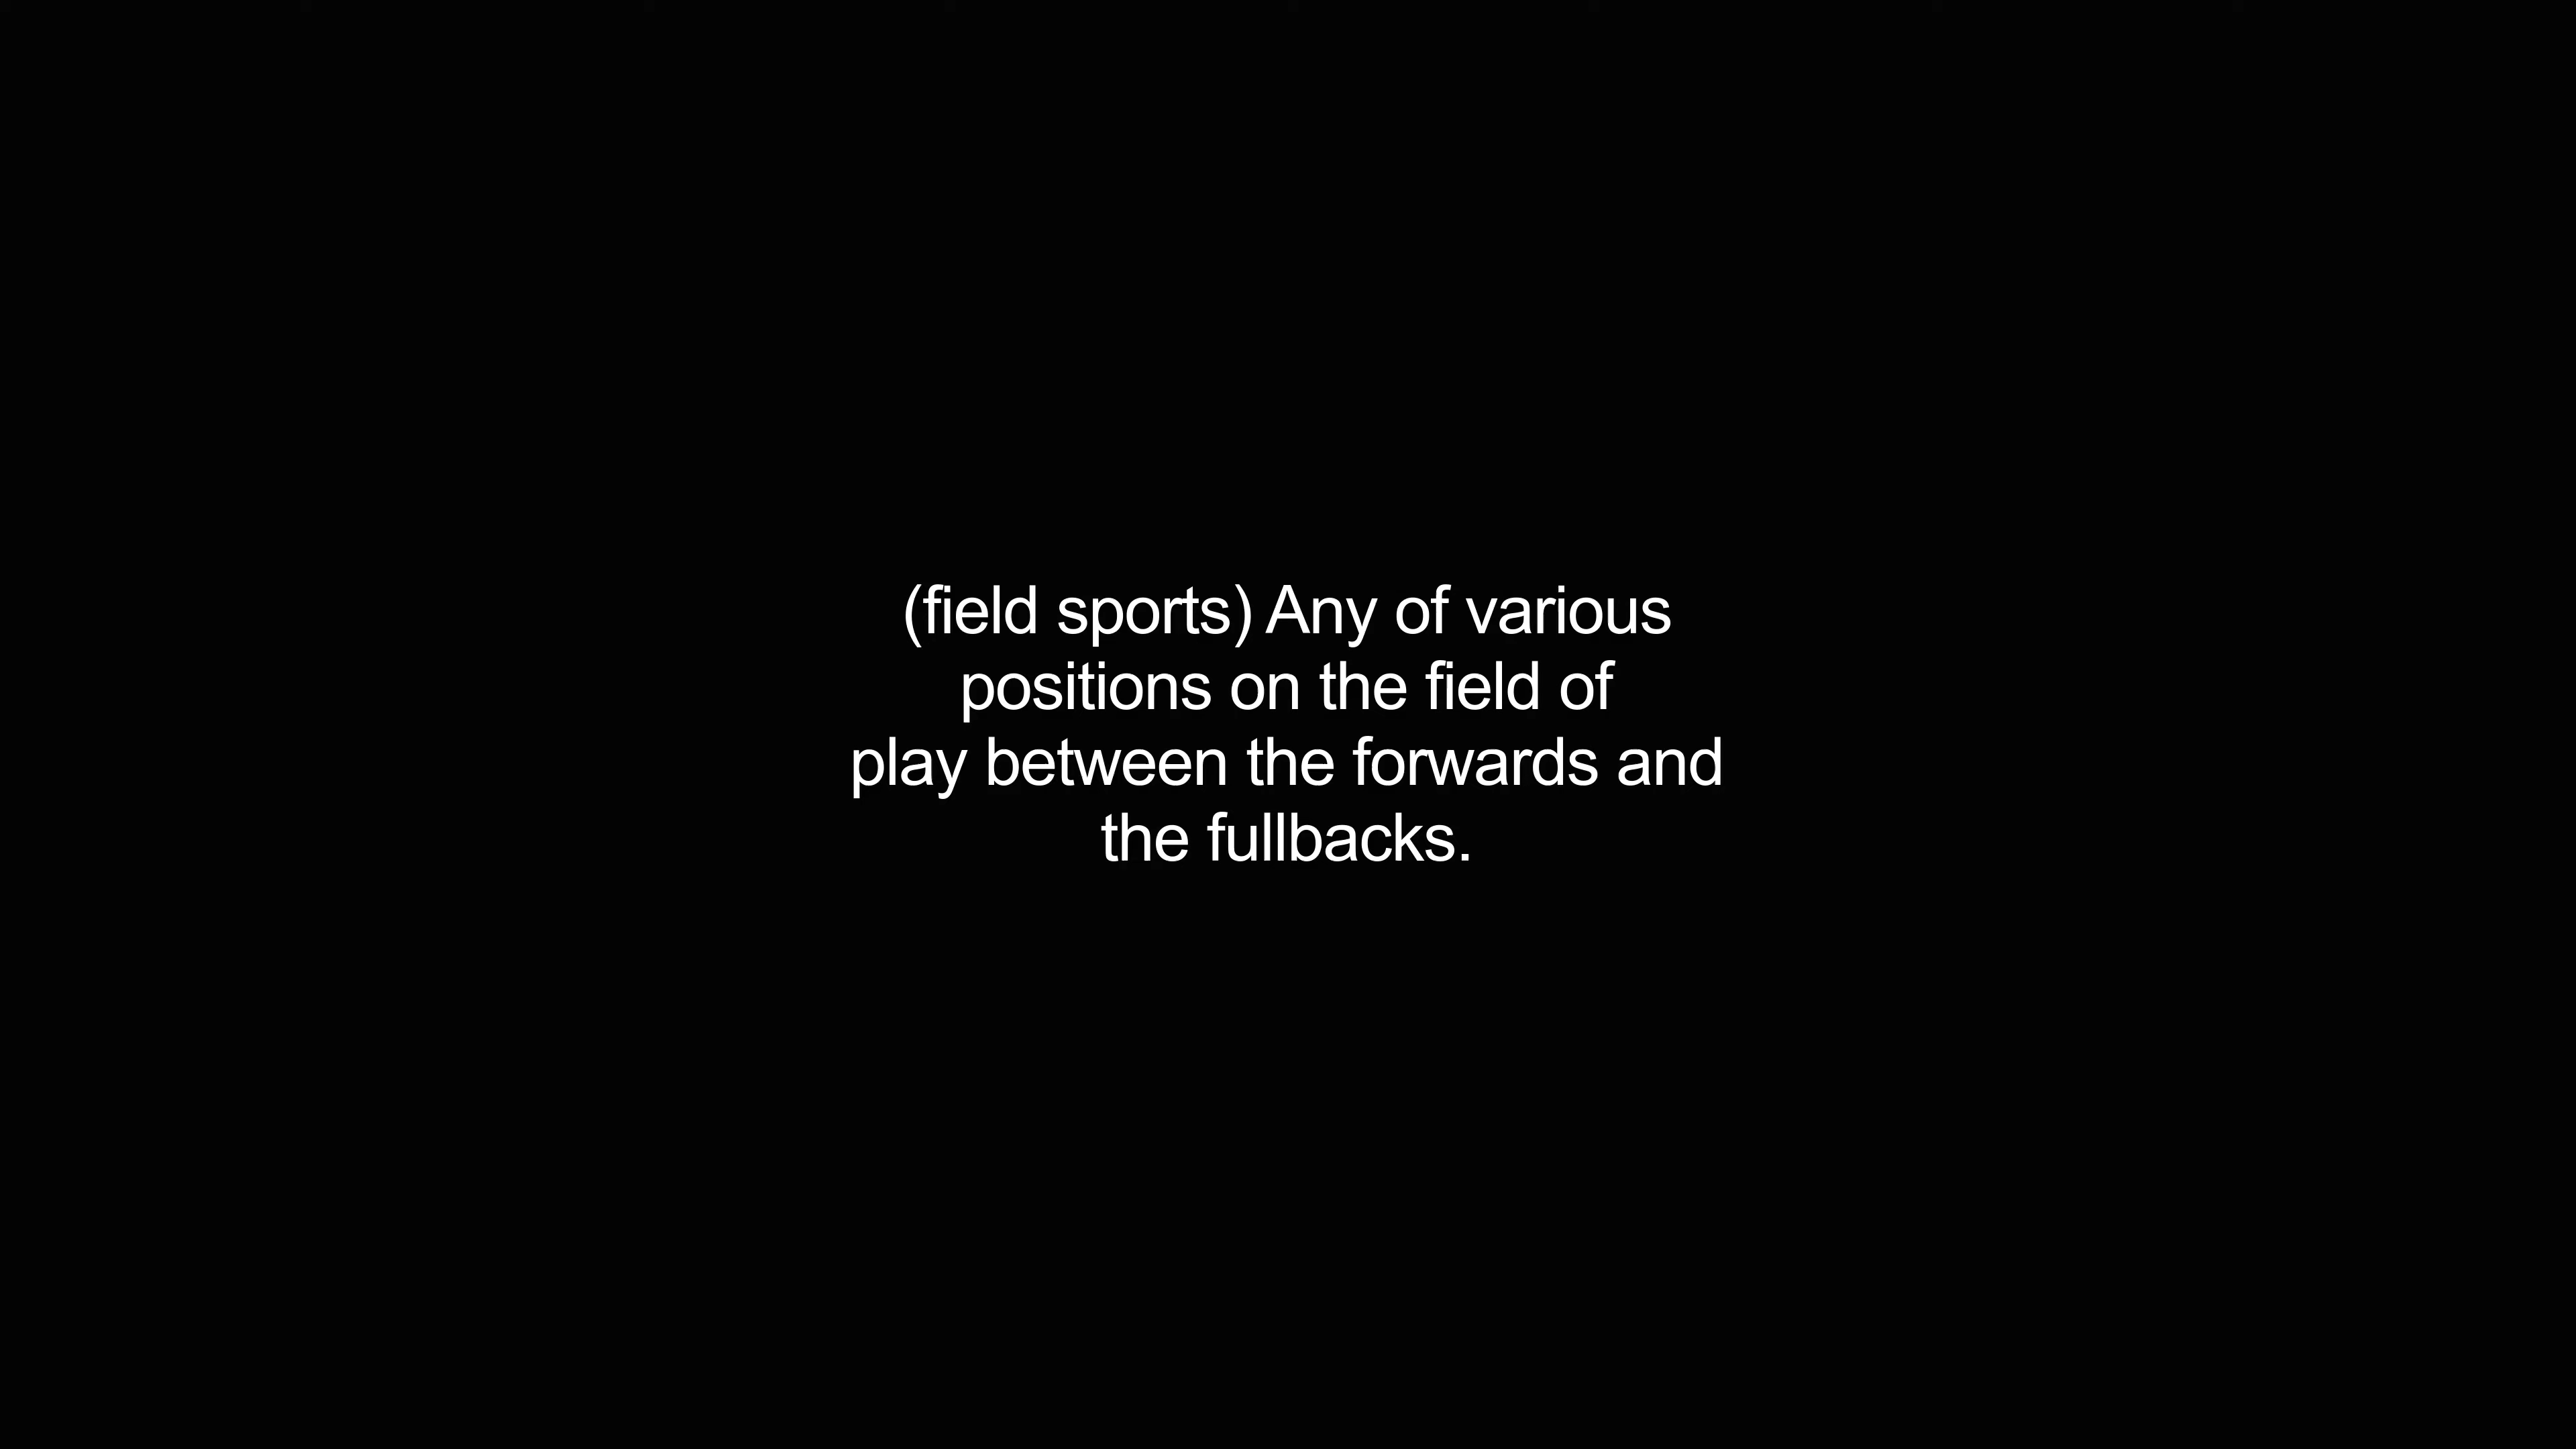 (field sports) Any of various
positions on the field of
play between the forwards and
the fullbacks.